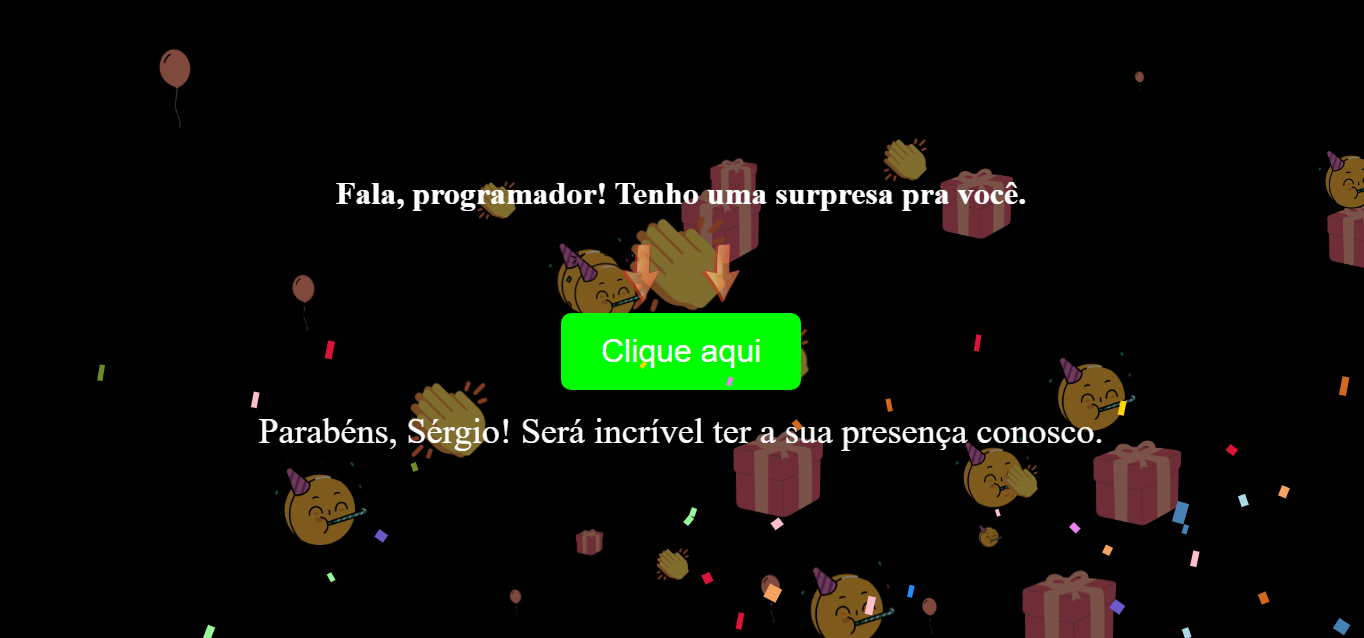 Fala, programador! Tenho uma surpresa pra você.
Clique aqui
Parabéns, Sérgio! Será incrível ter a sua presença conosco.